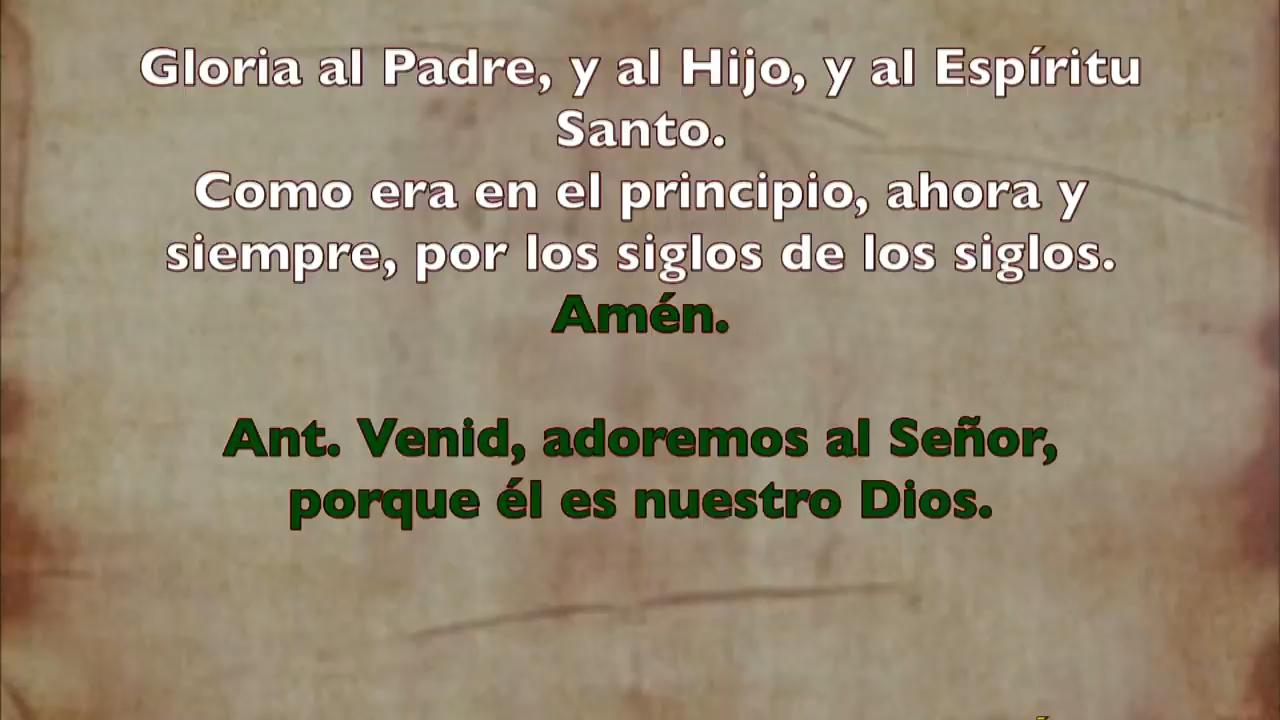 Gloria al Padre, y al Hijo, y al Espíritu
Santo.
Como era en el principio, ahora y
siempre, por los siglos de los siglos.
Amén.
Ant. Venid, adoremos al Señor,
porque él es nuestro Dios.